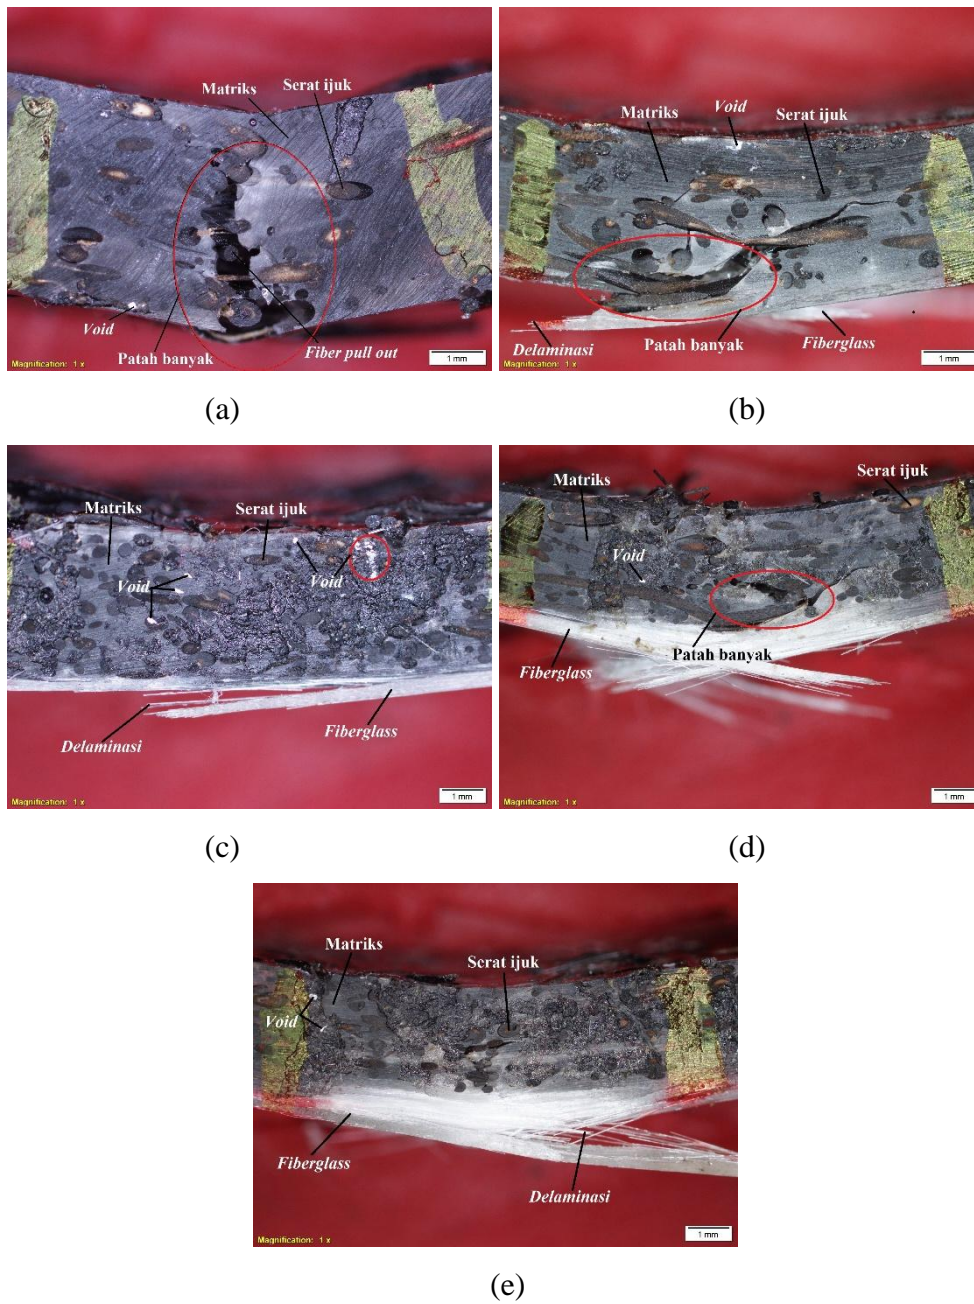 Matriks
Serat ijuk
Void
Patah banyak
Fiber pull out
Magnification: 1 x
1 mm
(a)
Void
Matriks
Serat ijuk
Delaminasi
Patah banyak
Fiberglass
Magnification: 1 x
1 mm
(b)
Matriks
Serat ijuk
Void
Void
Fiberglass
Delaminasi
Magnification: 1 x
1 mm
(c)
Matriks
Serat ijuk
Void
Patah banyak
Fiberglass
Magnification: 1 x
1 mm
(d)
Matriks
Serat ijuk
Void
Fiberglass
Delaminasi
Magnification: 1 x
1 mm
(e)